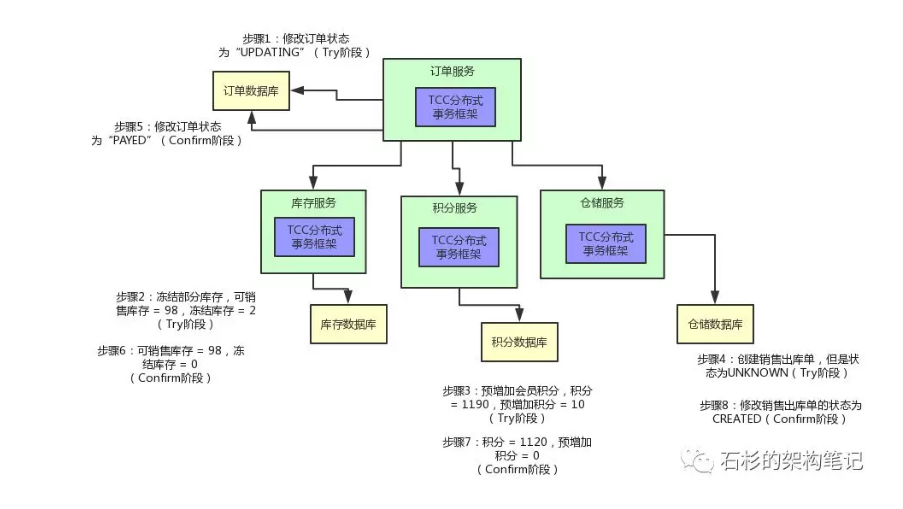 步骤1：修改订单状态
为“UPDATING”（Try阶段）
订单服务
订单数据库
TCC分布式
事务框架
步骤5：修改订单状态
为“PAYED”（Confirm阶段）
库存服务
TCC分布式
事务框架
积分服务
TCC分布式
事务框架
仓储服务
TCC分布式
事务框架
步骤2：冻结部分库存，可销
售库存 = 98，冻结库存 = 2
（Try阶段）
库存数据库
积分数据库
仓储数据库
步骤6：可销售库存 = 98，冻
结库存 = 0
（Confirm阶段）
步骤4：创建销售出库单，但是状
态为UNKNOWN（Try阶段）
步骤3：预增加会员积分，积分
= 1190，预增加积分 = 10
（Try阶段）
步骤8：修改销售出库单的状态为
CREATED（Confirm阶段）
步骤7：积分 = 1120，预增加
积分 = 0
（Confirm阶段）
石杉的架构笔记